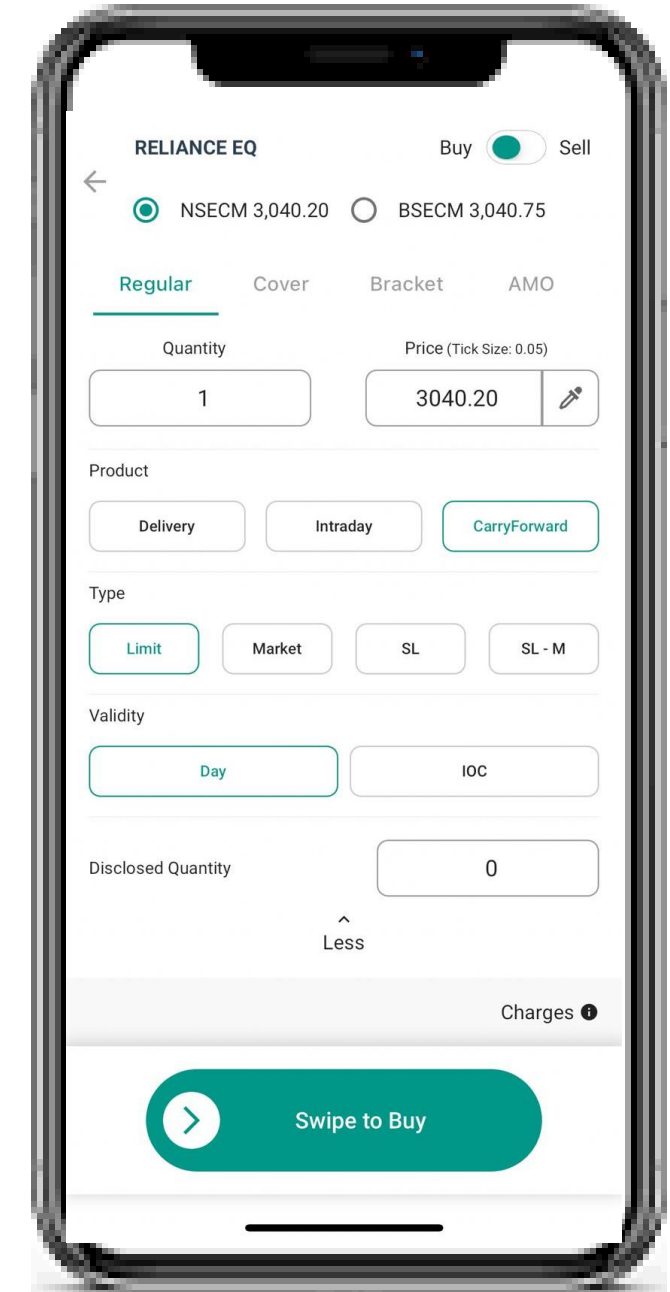 RELIANCE EQ Buy Sell
NSECM 3,040.20 BSECM 3,040.75
Regular Cover Bracket AMO
Quantity Price (Tick Size: 0.05)
1 3040.20
Product
Delivery Intraday CarryForward
Type
Limit Market SL SL - M
Validity
Day IOC
Disclosed Quantity 0
Less
Charges
Swipe to Buy